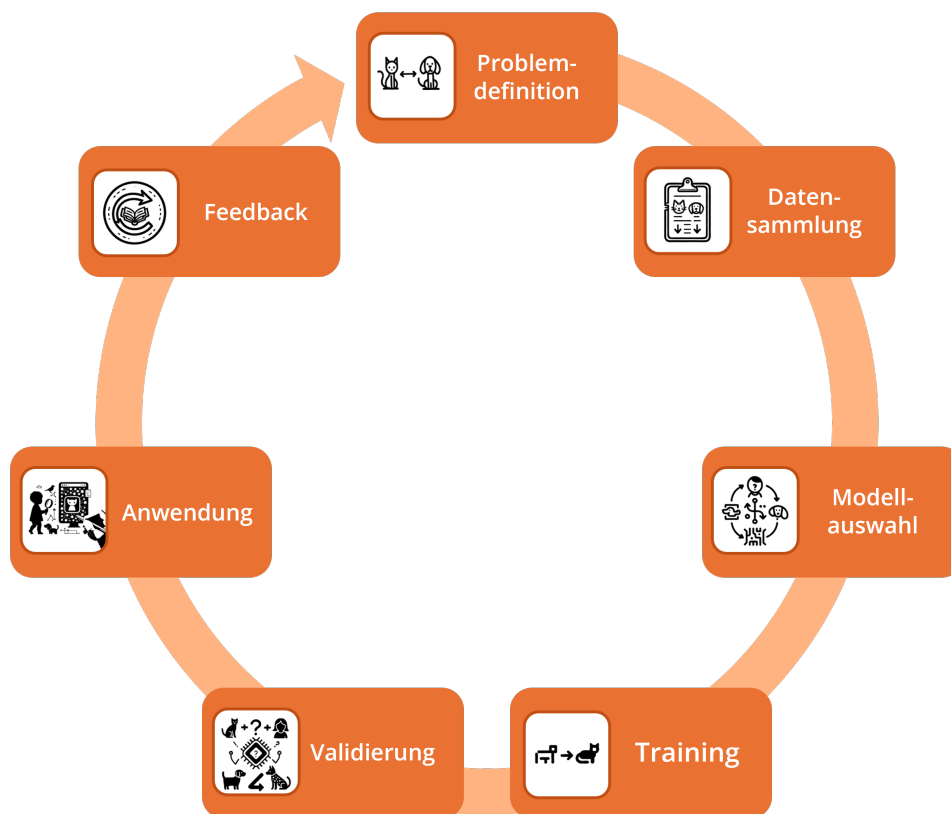 Problem-
definition
Daten-
sammlung
Modell-
auswahl
Training
Validierung
Anwendung
Feedback